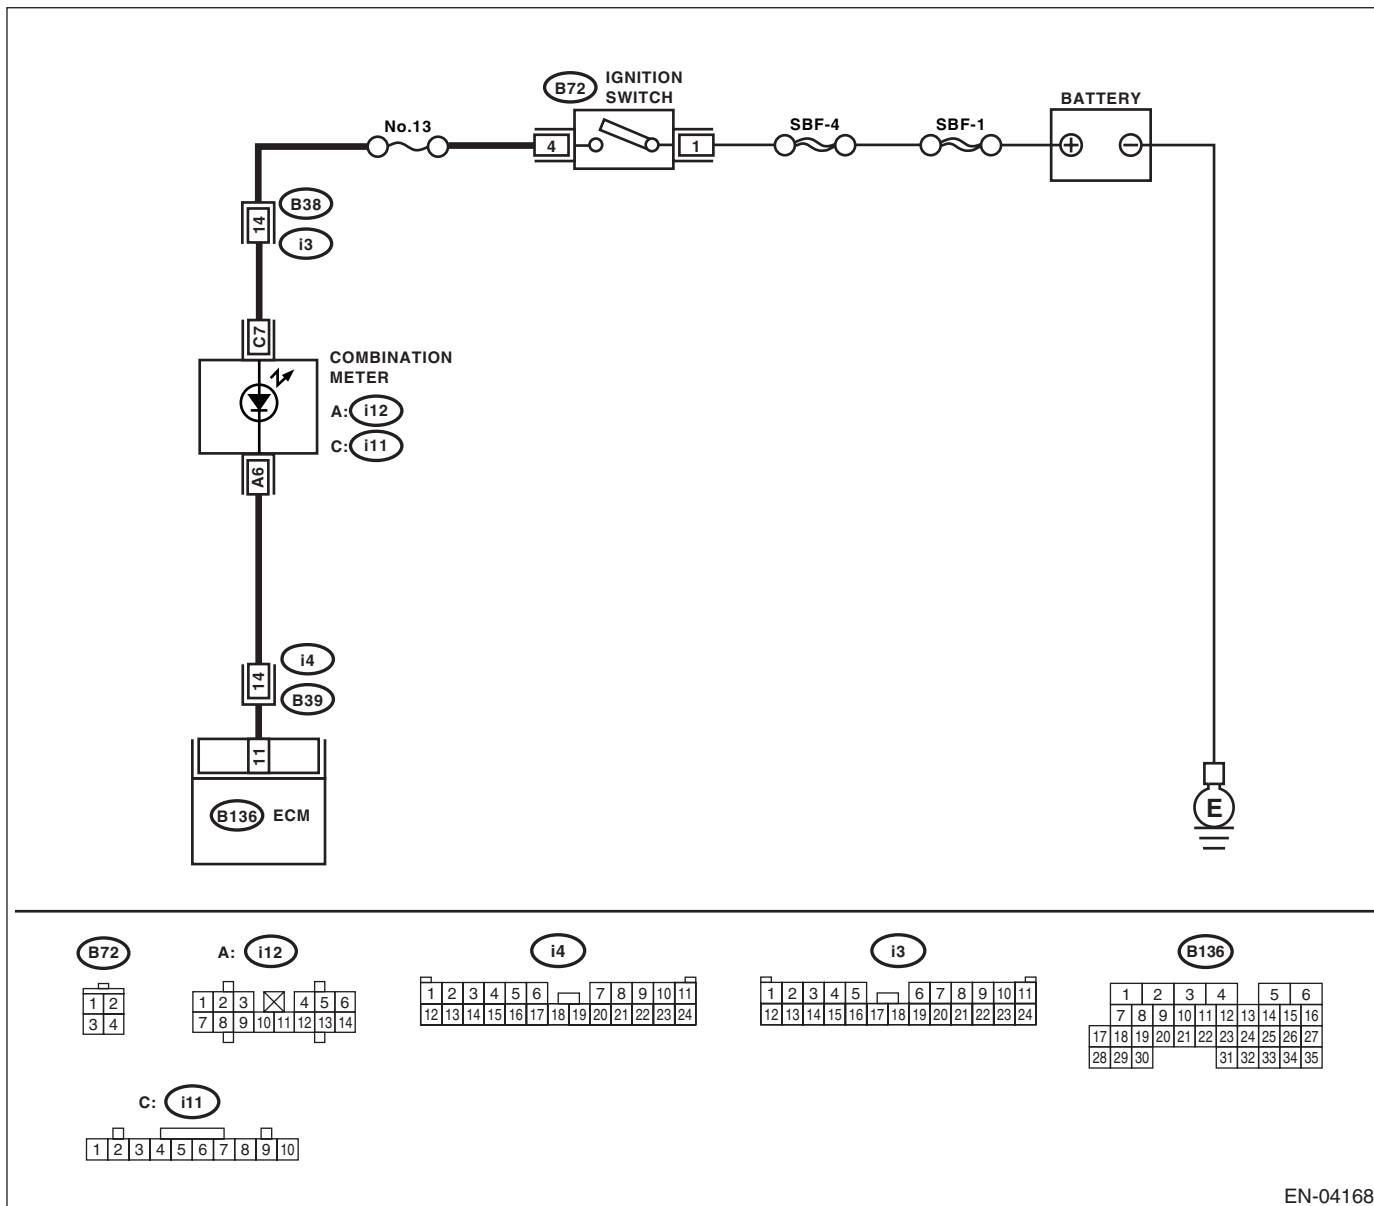 B72 IGNITION
SWITCH
BATTERY
No.13
SBF-4
SBF-1
4
1
+
−
14
B38
i3
C7
COMBINATION
METER
A: i12
C: i11
A6
i4
14
B39
11
B136 ECM
E
B72
1 2
3 4
A: i12
1 2 3 4 5 6
7 8 9 10 11 12 13 14
i4
1 2 3 4 5 6 7 8 9 10 11
12 13 14 15 16 17 18 19 20 21 22 23 24
i3
1 2 3 4 5 6 7 8 9 10 11
12 13 14 15 16 17 18 19 20 21 22 23 24
B136
1 2 3 4 5 6
7 8 9 10 11 12 13 14 15 16
17 18 19 20 21 22 23 24 25 26 27
28 29 30 31 32 33 34 35
C: i11
1 2 3 4 5 6 7 8 9 10
EN-04168